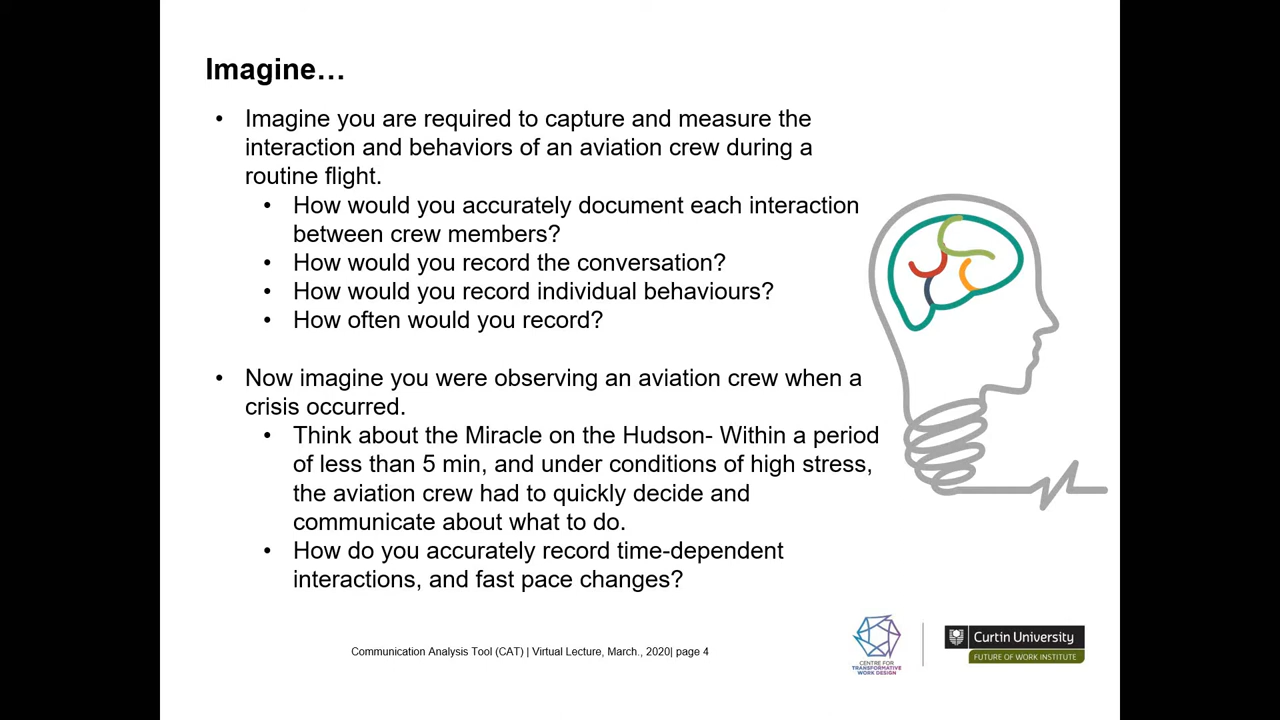 Imagine…
• Imagine you are required to capture and measure the
interaction and behaviors of an aviation crew during a
routine flight.
• How would you accurately document each interaction
between crew members?
• How would you record the conversation?
• How would you record individual behaviours?
• How often would you record?
• Now imagine you were observing an aviation crew when a
crisis occurred.
• Think about the Miracle on the Hudson- Within a period
of less than 5 min, and under conditions of high stress,
the aviation crew had to quickly decide and
communicate about what to do.
• How do you accurately record time-dependent
interactions, and fast pace changes?
Communication Analysis Tool (CAT) | Virtual Lecture, March., 2020| page 4
CENTRE FOR
TRANSFORMATIVE
WORK DESIGN
Curtin University
FUTURE OF WORK INSTITUTE